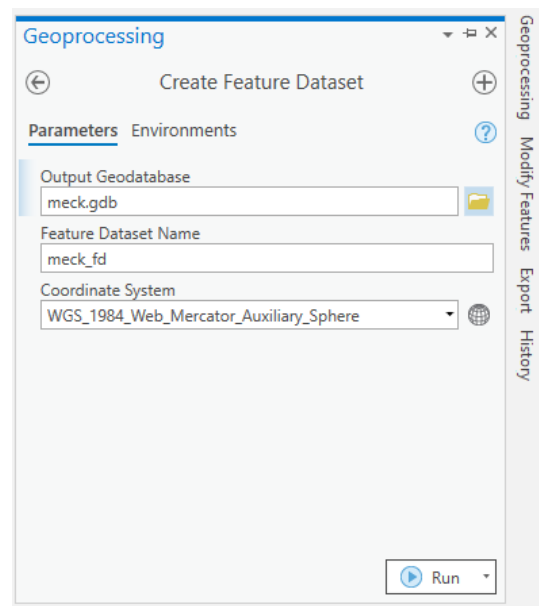 Geoprocessing
Create Feature Dataset
Parameters Environments
?
Output Geodatabase
meck.gdb
Feature Dataset Name
meck_fd
Coordinate System
WGS_1984_Web_Mercator_Auxiliary_Sphere
Run
Geoprocessing
Modify Features
Export
History